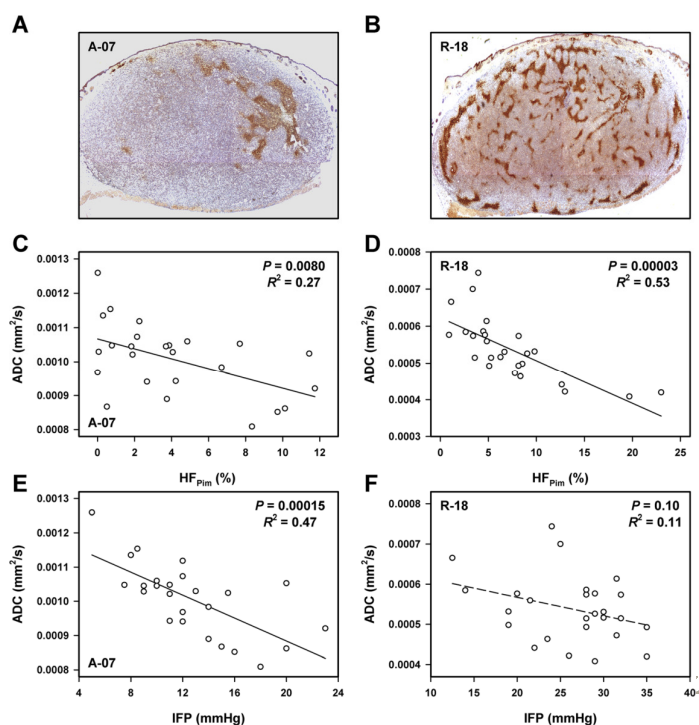 A
B
A-07
R-18
C
D
0.0013
0.0012
0.0011
0.0010
0.0009
0.0008
ADC (mm²/s)
P = 0.0080
R² = 0.27
A-07
0 2 4 6 8 10 12
HFPim (%)
0.0008
0.0007
0.0006
0.0005
0.0004
0.0003
ADC (mm²/s)
R-18
P = 0.00003
R² = 0.53
0 5 10 15 20 25
HFPim (%)
E
F
0.0013
0.0012
0.0011
0.0010
0.0009
0.0008
ADC (mm²/s)
P = 0.00015
R² = 0.47
A-07
4 8 12 16 20 24
IFP (mmHg)
0.0008
0.0007
0.0006
0.0005
0.0004
ADC (mm²/s)
R-18
P = 0.10
R² = 0.11
10 15 20 25 30 35 40
IFP (mmHg)